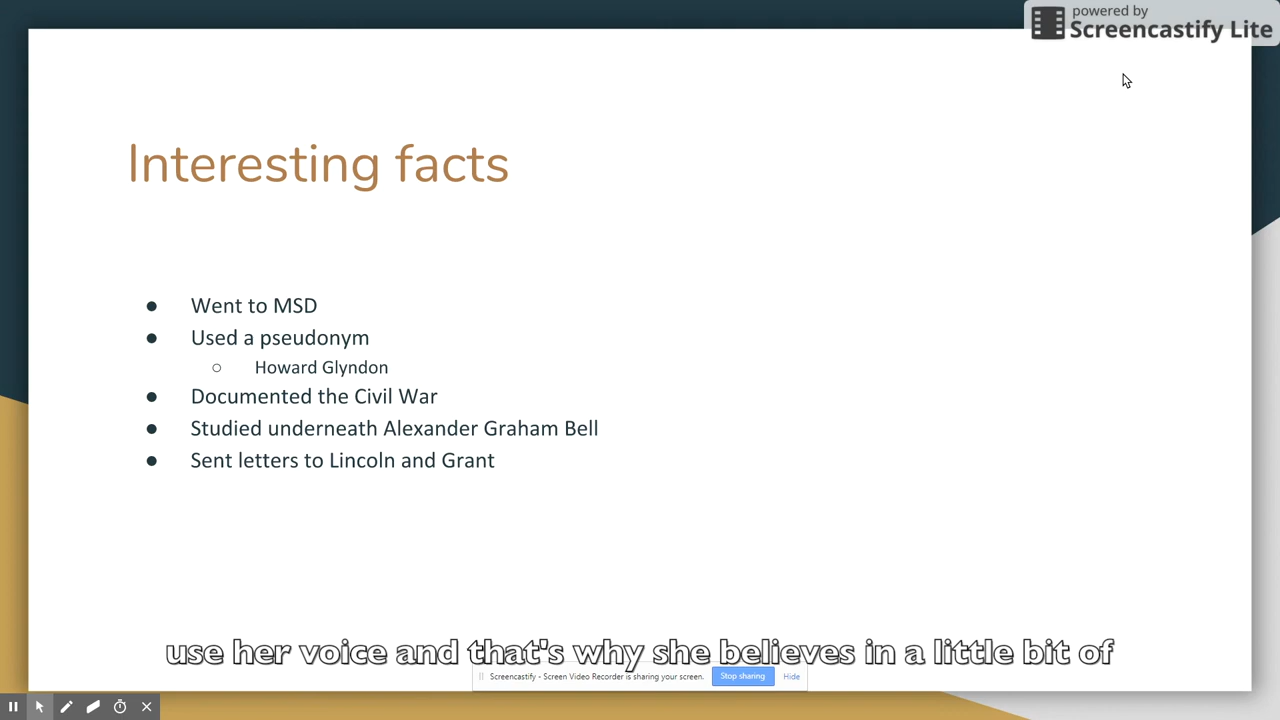 powered by
Screencastify Lite
Interesting facts
● Went to MSD
● Used a pseudonym
○ Howard Glyndon
● Documented the Civil War
● Studied underneath Alexander Graham Bell
● Sent letters to Lincoln and Grant
use her voice and that's why she believes in a little bit of
Screencastify - Screen Video Recorder is sharing your screen. Stop sharing Hide